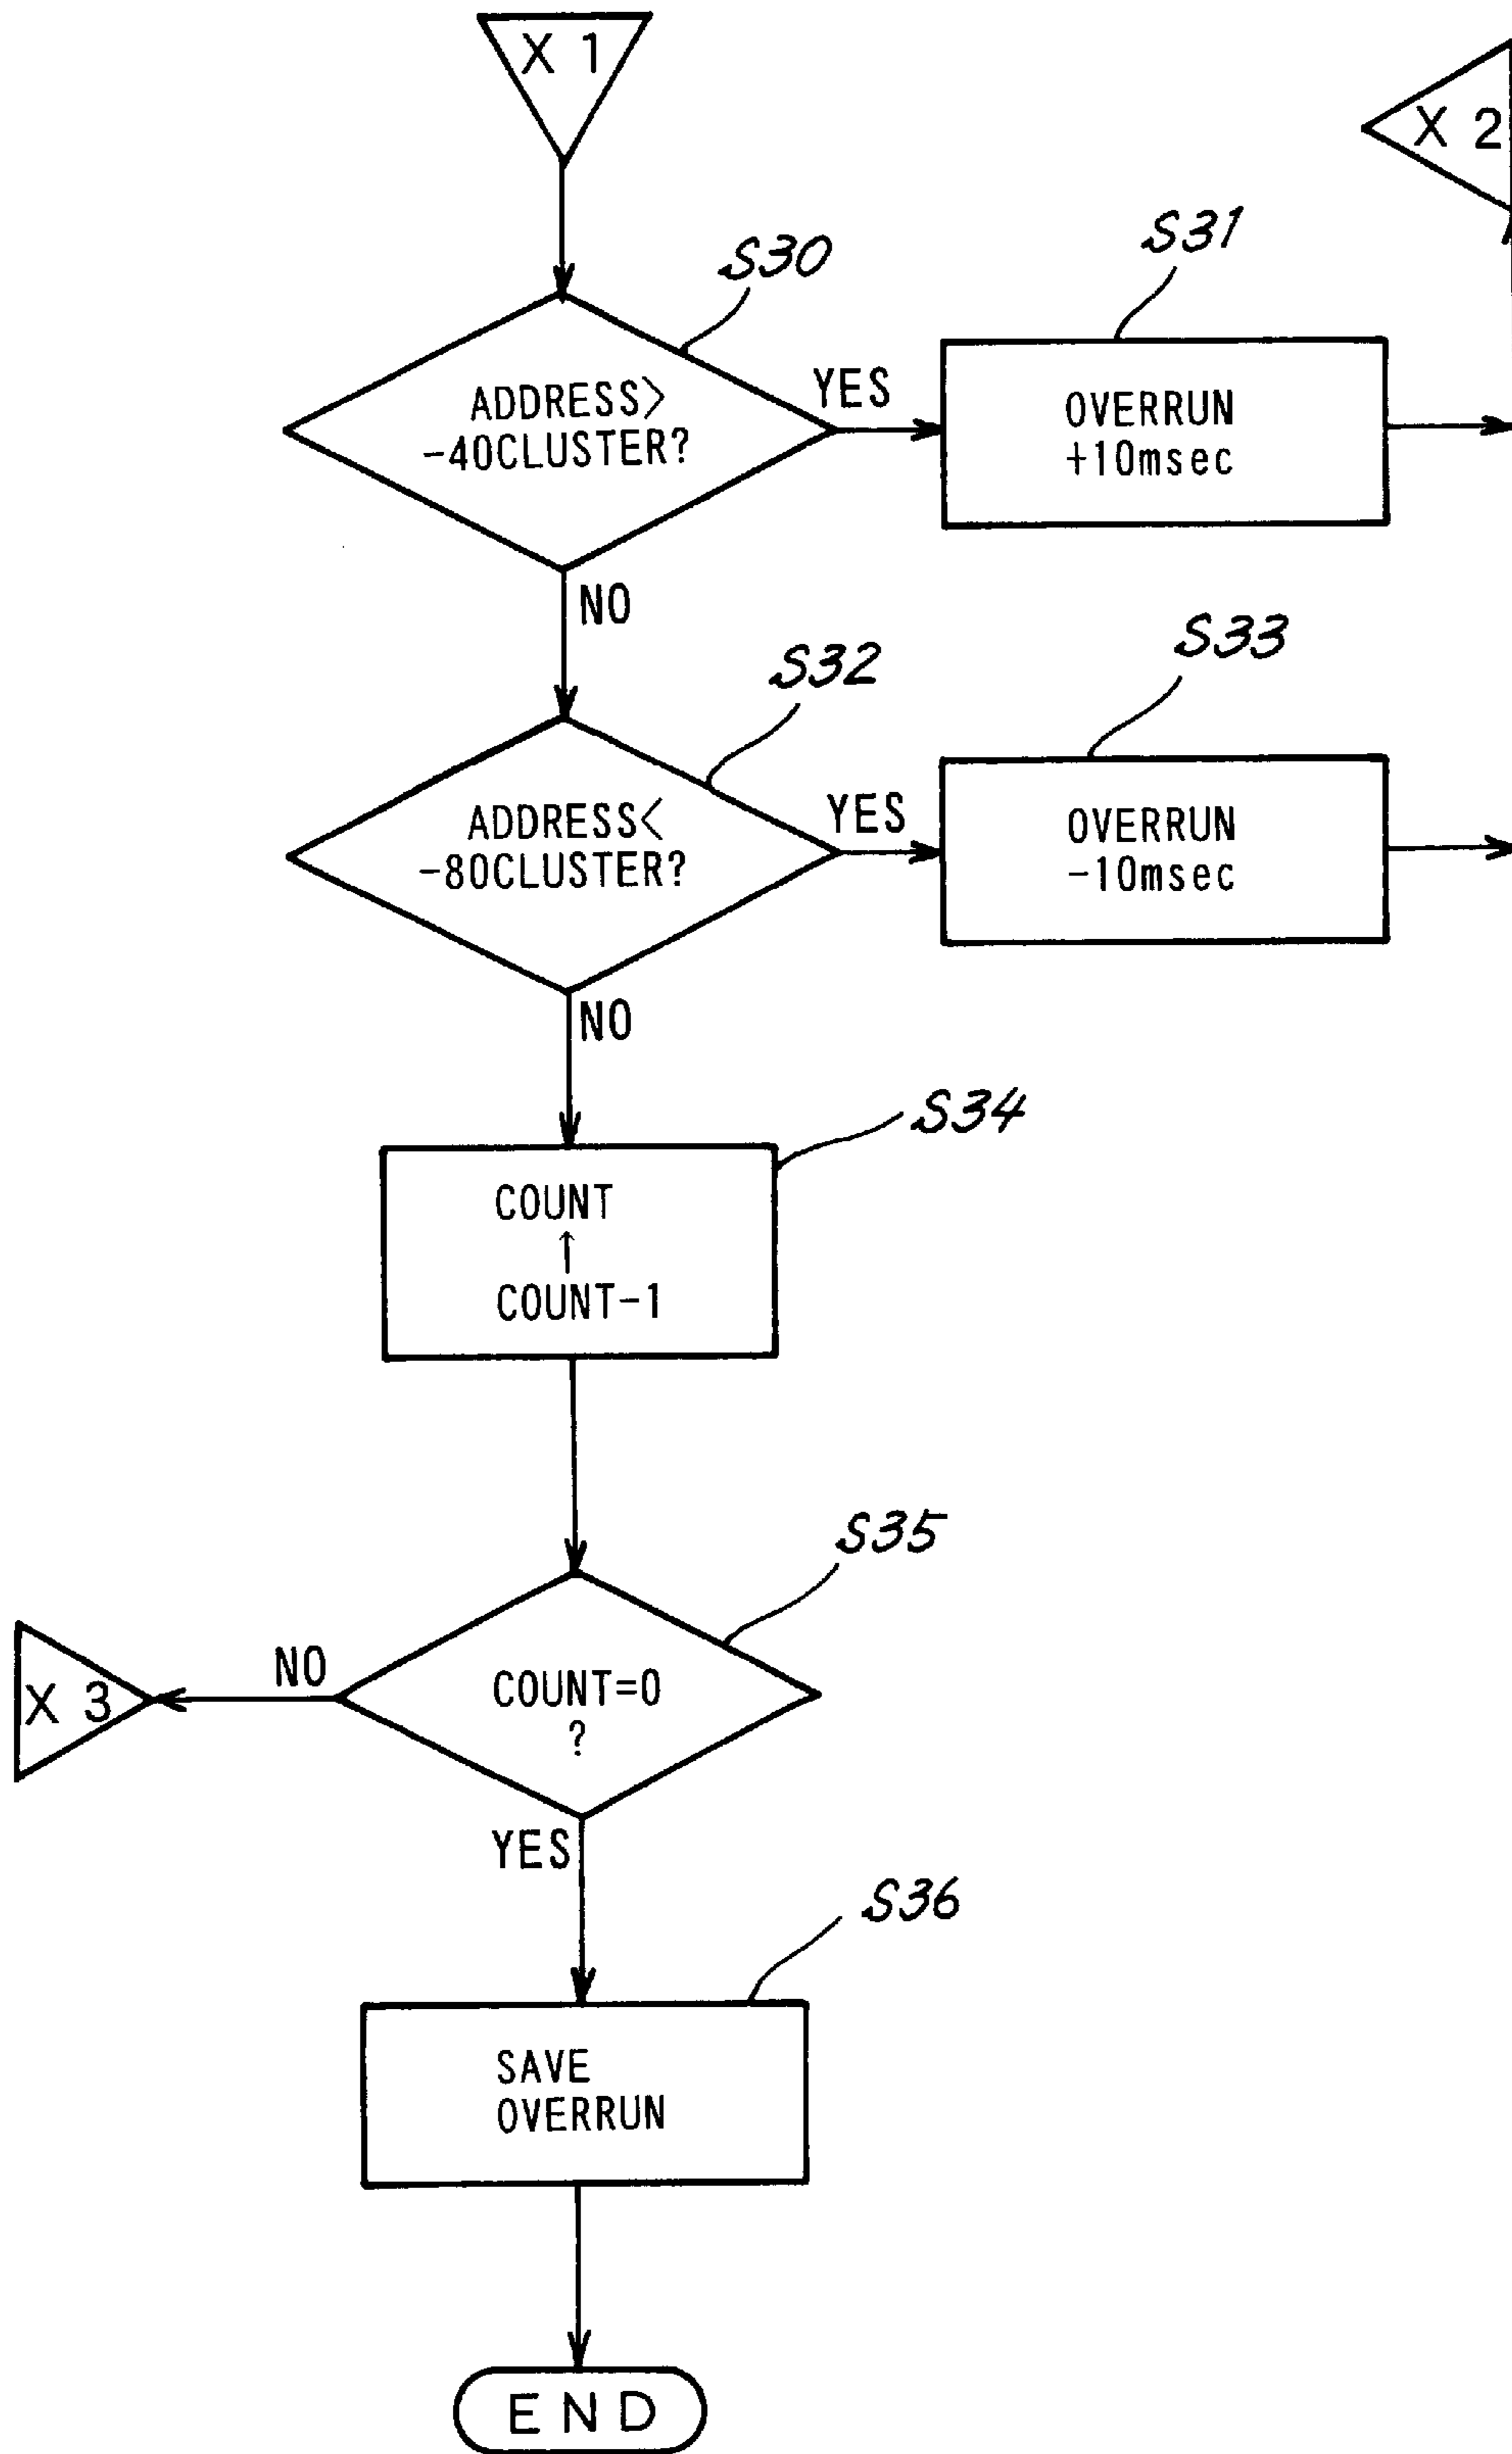 X 1
X 2
S30
S31
ADDRESS>
-40CLUSTER?
YES
OVERRUN
+10msec
NO
S32
S33
ADDRESS<
-80CLUSTER?
YES
OVERRUN
-10msec
NO
S34
COUNT
↑
COUNT-1
S35
X 3
NO
COUNT=0
?
YES
S36
SAVE
OVERRUN
END